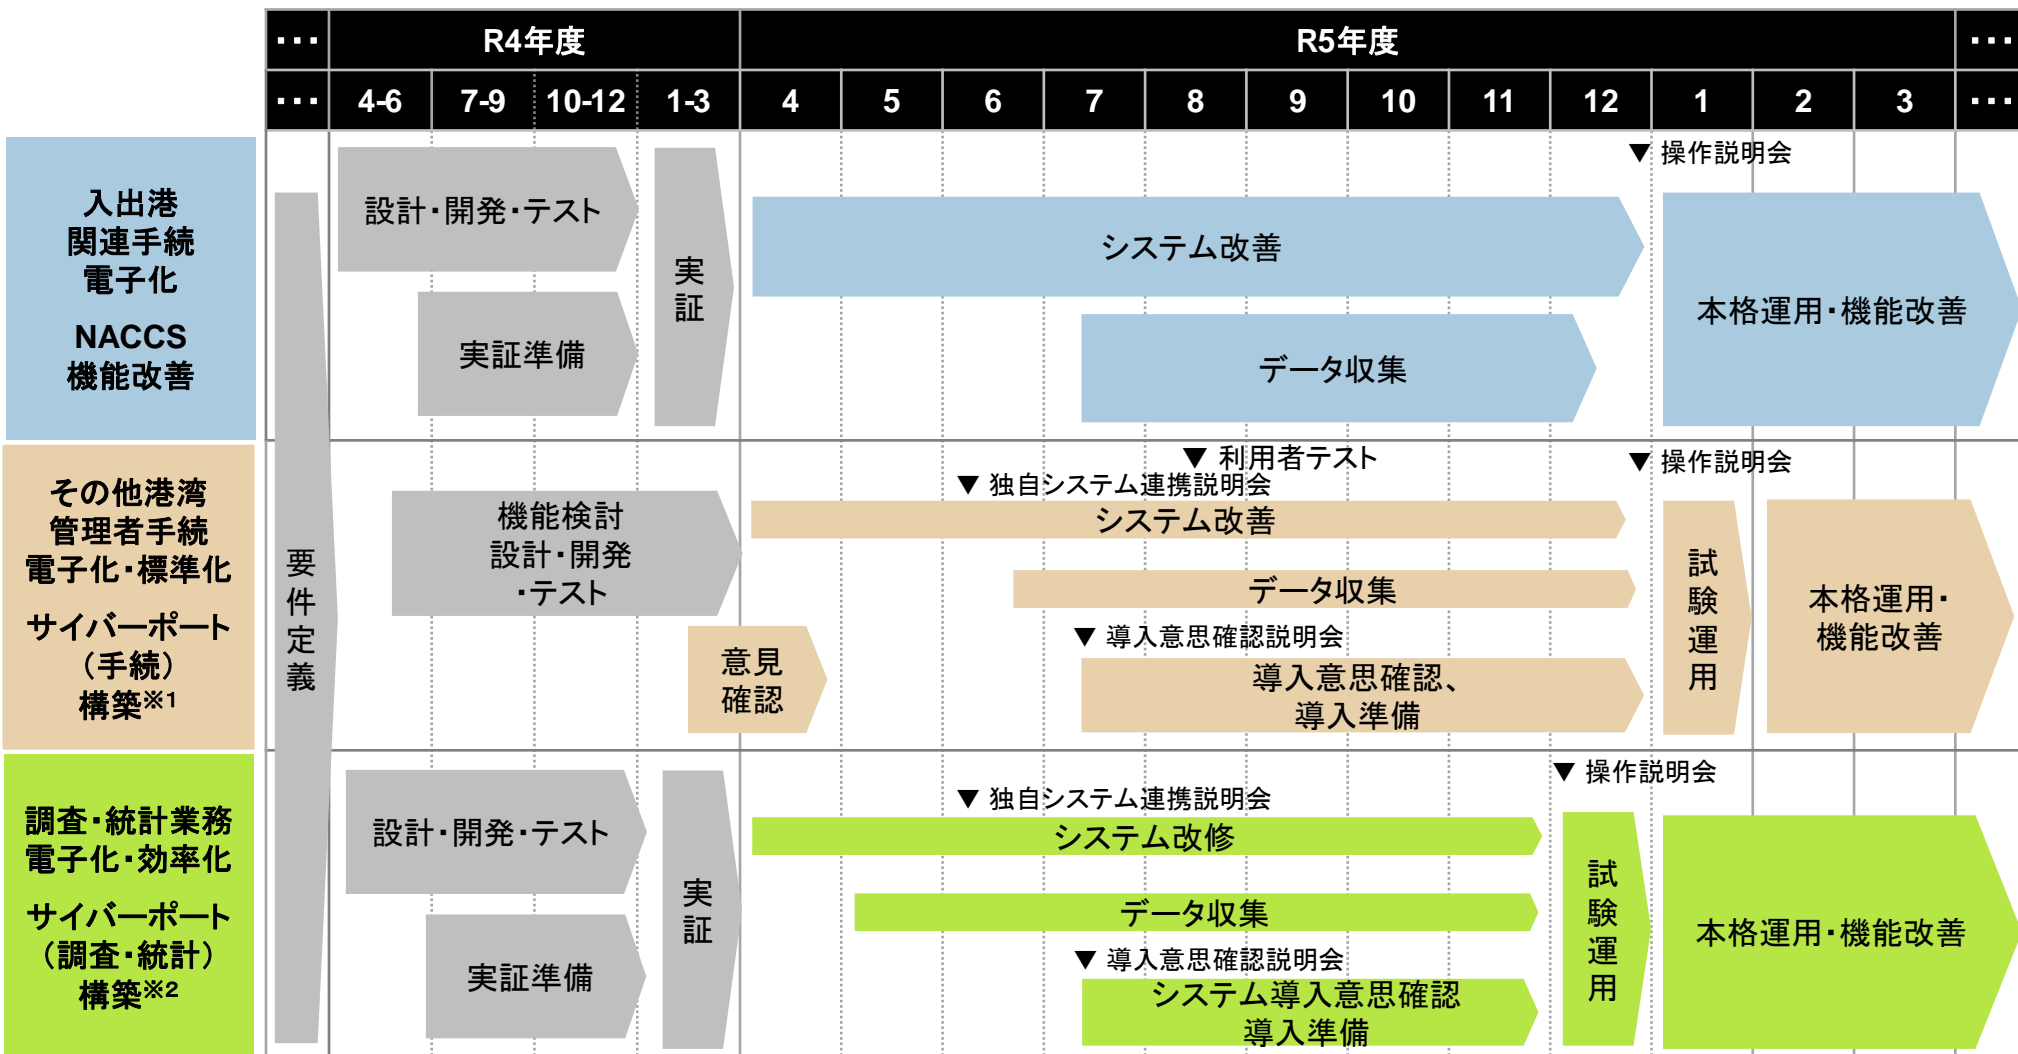 … R4年度 R5年度 …
… 4-6 7-9 10-12 1-3 4 5 6 7 8 9 10 11 12 1 2 3 …
要件定義
入出港
関連手続
電子化
NACCS
機能改善
設計・開発・テスト
実証準備
実証
▼ 操作説明会
システム改善
データ収集
本格運用・機能改善
その他港湾
管理者手続
電子化・標準化
サイバーポート
（手続）
構築※1
機能検討
設計・開発
・テスト
意見
確認
▼ 利用者テスト
▼ 独自システム連携説明会
システム改善
データ収集
▼ 導入意思確認説明会
導入意思確認、
導入準備
▼ 操作説明会
試験運用
本格運用・
機能改善
調査・統計業務
電子化・効率化
サイバーポート
（調査・統計）
構築※2
設計・開発・テスト
実証準備
実証
▼ 操作説明会
▼ 独自システム連携説明会
システム改修
データ収集
▼ 導入意思確認説明会
システム導入意思確認
導入準備
試験運用
本格運用・機能改善